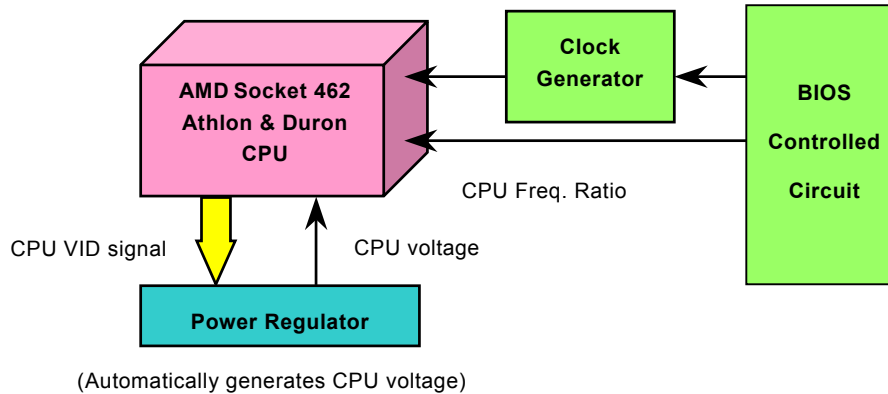 Clock
Generator
AMD Socket 462
Athlon & Duron
CPU
BIOS
Controlled
Circuit
CPU Freq. Ratio
CPU VID signal
CPU voltage
Power Regulator
(Automatically generates CPU voltage)